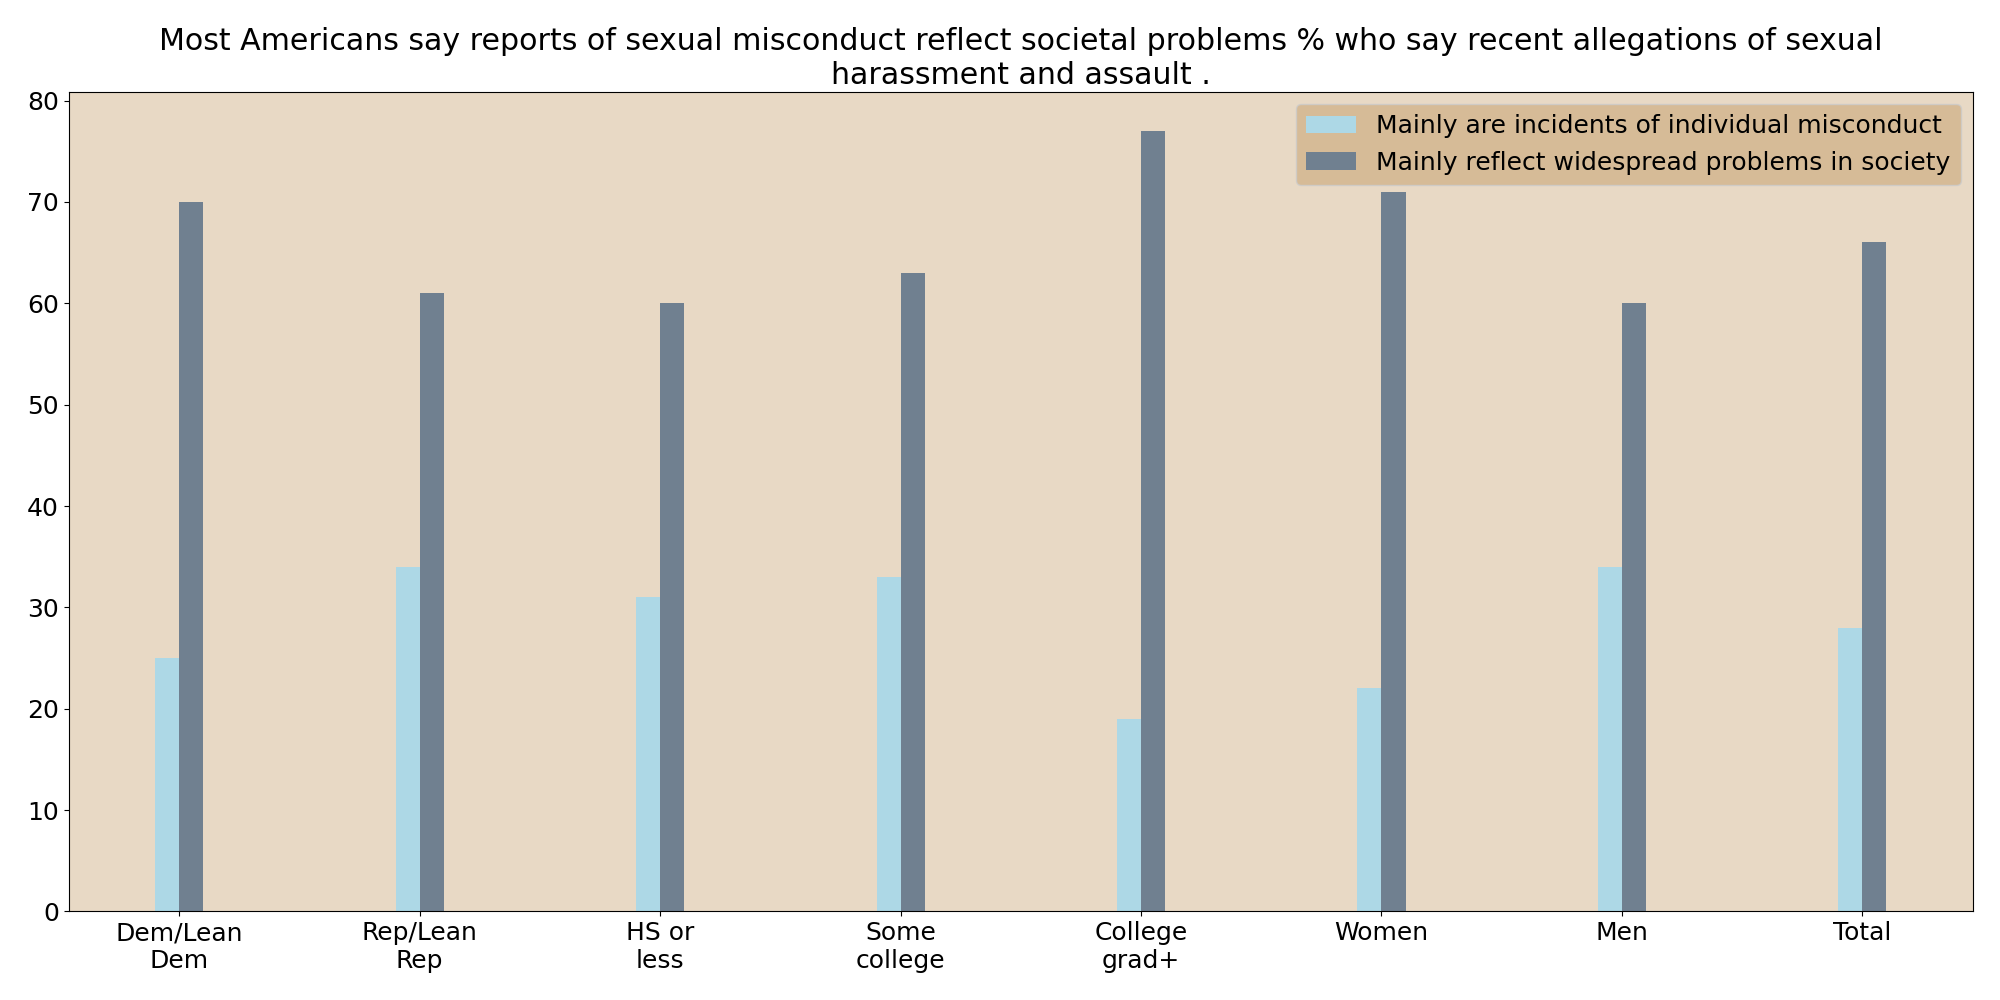 Most Americans say reports of sexual misconduct reflect societal problems % who say recent allegations of sexual
harassment and assault .
Mainly are incidents of individual misconduct
Mainly reflect widespread problems in society
80
70
60
50
40
30
20
10
0
Dem/Lean
Dem
Rep/Lean
Rep
HS or
less
Some
college
College
grad+
Women
Men
Total